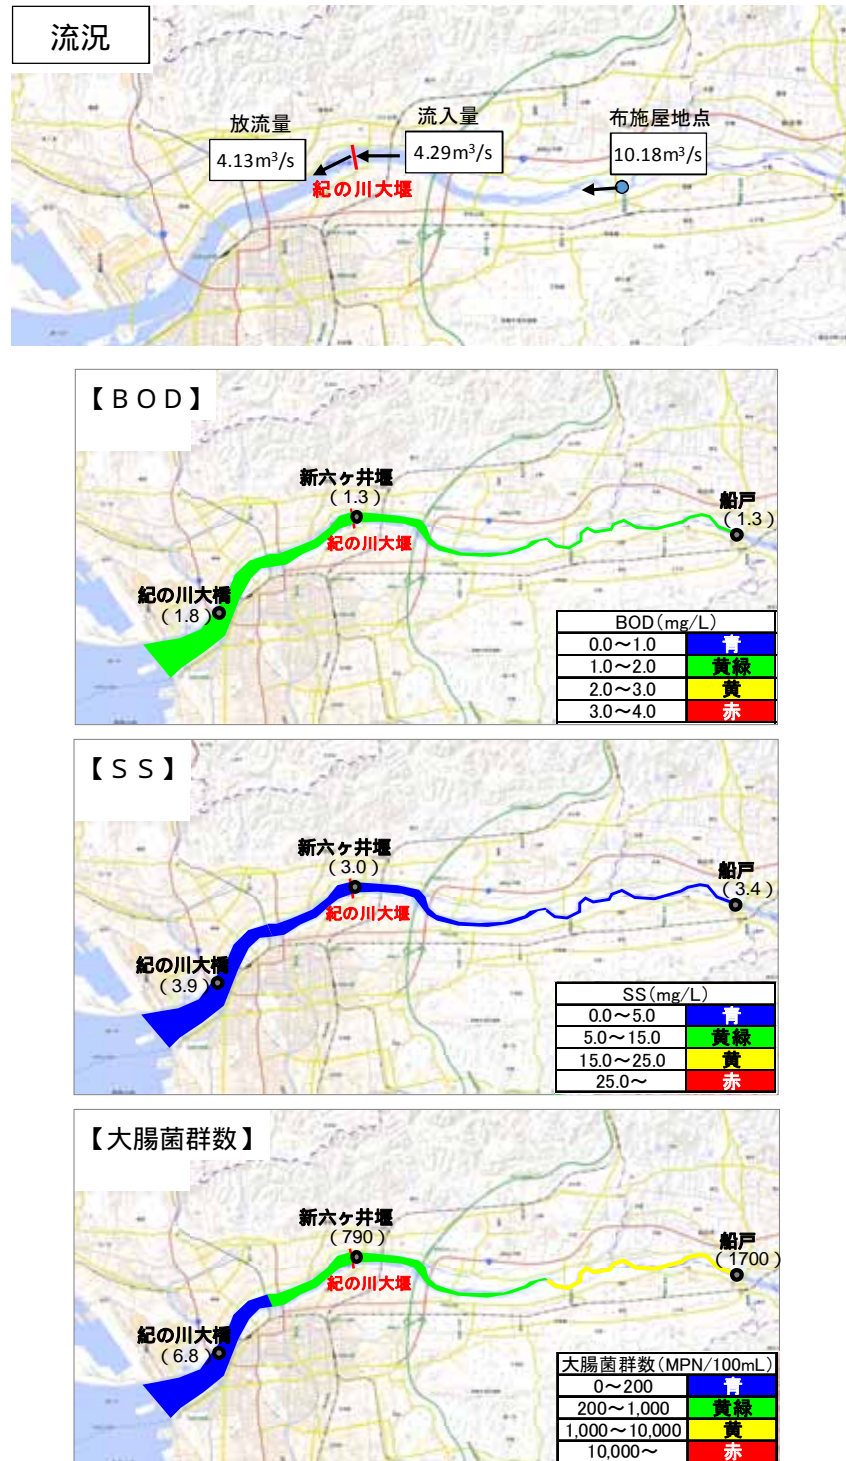 流況
放流量
4.13m³/s
流入量
4.29m³/s
布施屋地点
10.18m³/s
紀の川大堰
【BOD】
新六ヶ井堰
(1.3)
船戸
(1.3)
紀の川大堰
紀の川大橋
(1.8)
BOD(mg/L)
0.0～1.0 青
1.0～2.0 黄緑
2.0～3.0 黄
3.0～4.0 赤
【SS】
新六ヶ井堰
(3.0)
船戸
(3.4)
紀の川大堰
紀の川大橋
(3.9)
SS(mg/L)
0.0～5.0 青
5.0～15.0 黄緑
15.0～25.0 黄
25.0～ 赤
【大腸菌群数】
新六ヶ井堰
(790)
船戸
(1700)
紀の川大堰
紀の川大橋
(6.8)
大腸菌群数(MPN/100mL)
0～200 青
200～1,000 黄緑
1,000～10,000 黄
10,000～ 赤